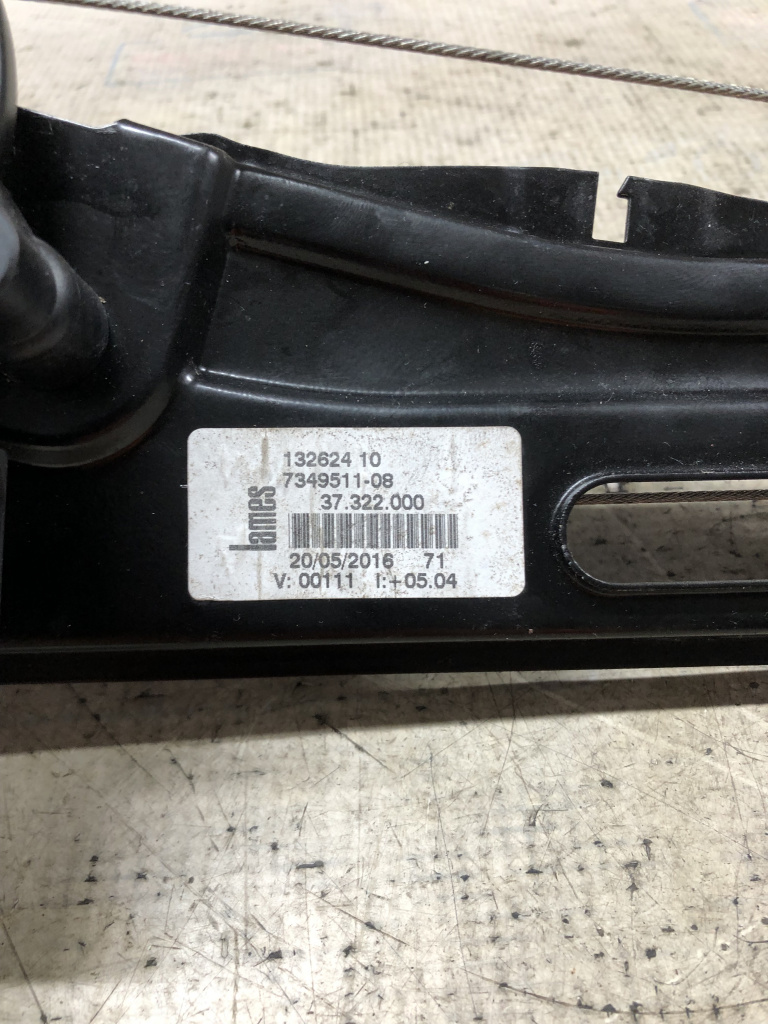 132624 10
7349511-08
37.322.000
lames
20/05/2016 71
V: 00111 I:+05.04